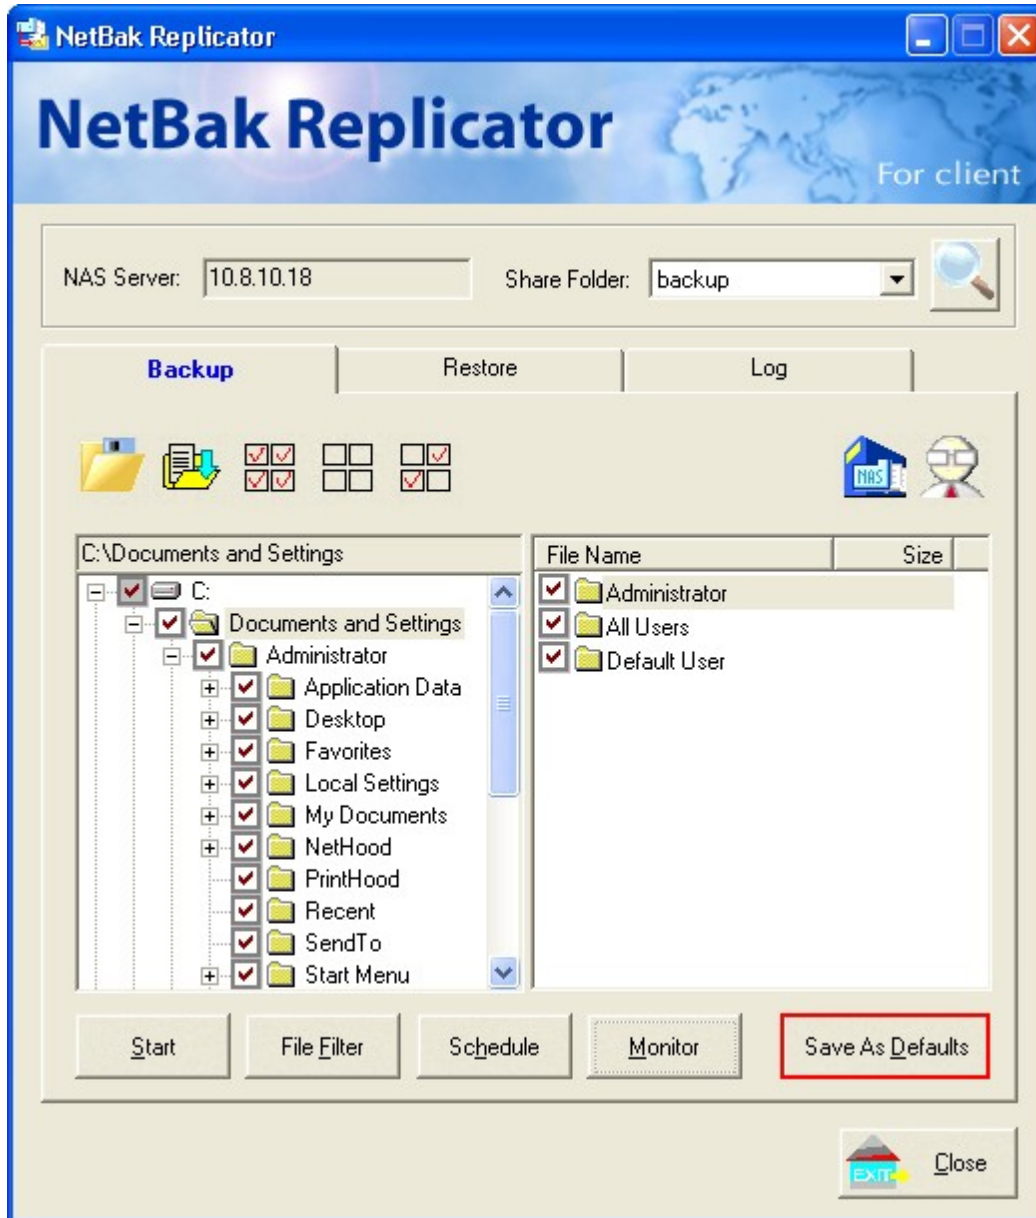 NetBak Replicator
NetBak Replicator
For client
NAS Server: 10.8.10.18 Share Folder: backup
Backup Restore Log
NAS
C:\Documents and Settings
C:
Documents and Settings
Administrator
Application Data
Desktop
Favorites
Local Settings
My Documents
NetHood
PrintHood
Recent
SendTo
Start Menu
File Name Size
Administrator
All Users
Default User
Start File Filter Schedule Monitor Save As Defaults
EXIT Close